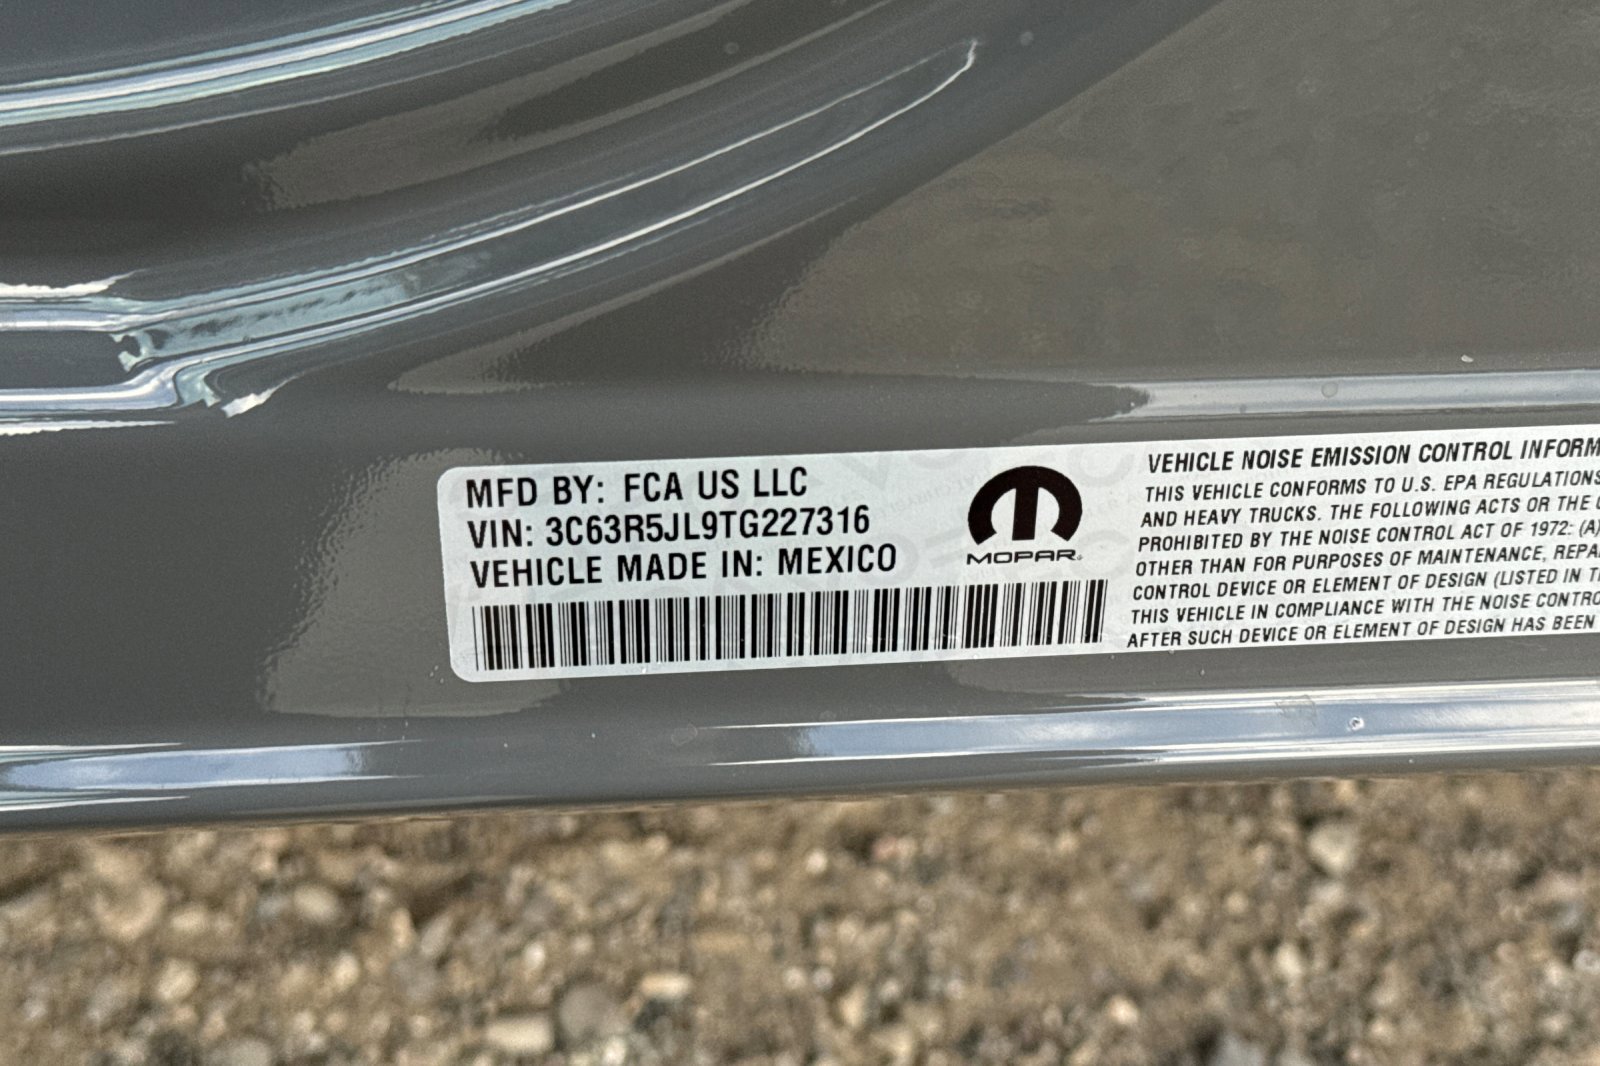 MFD BY: FCA US LLC
VIN: 3C63R5JL9TG227316
VEHICLE MADE IN: MEXICO
MOPAR
VEHICLE NOISE EMISSION CONTROL INFORM
THIS VEHICLE CONFORMS TO U.S. EPA REGULATIONS
AND HEAVY TRUCKS. THE FOLLOWING ACTS OR THE
PROHIBITED BY THE NOISE CONTROL ACT OF 1972: (A)
OTHER THAN FOR PURPOSES OF MAINTENANCE, REPA
CONTROL DEVICE OR ELEMENT OF DESIGN (LISTED IN
THIS VEHICLE IN COMPLIANCE WITH THE NOISE CONTRO
AFTER SUCH DEVICE OR ELEMENT OF DESIGN HAS BEEN